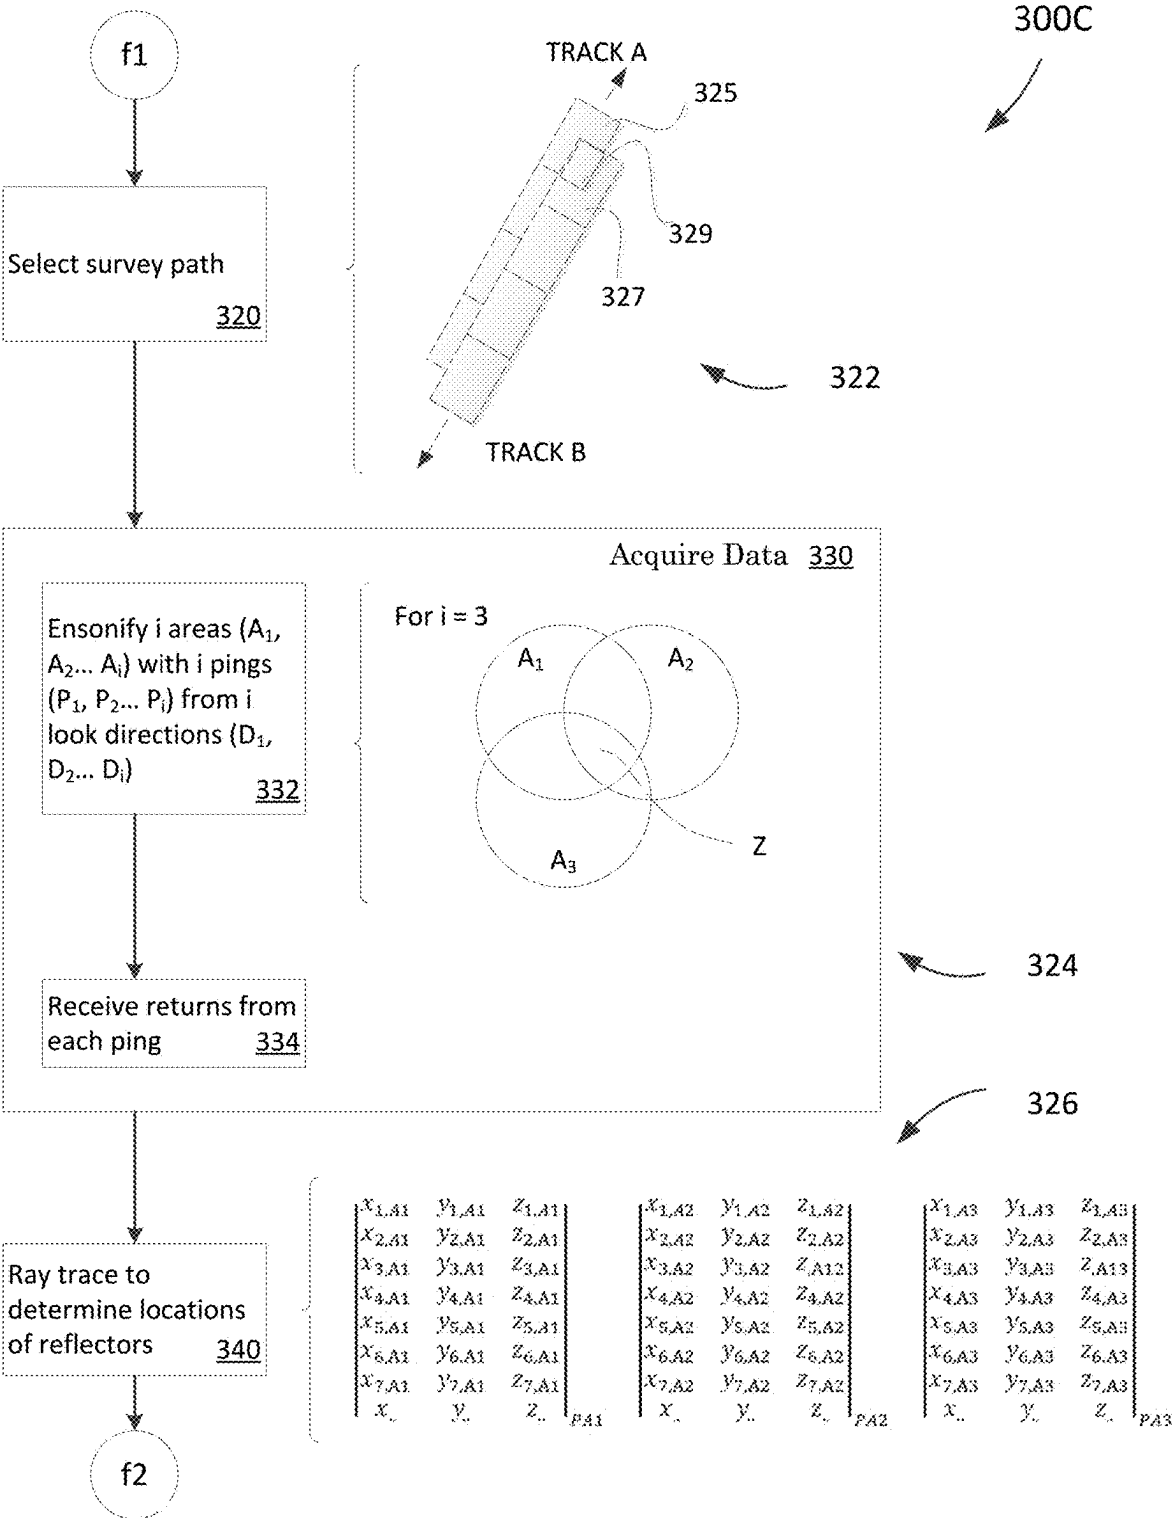 300C
f1
TRACK A
325
329
327
Select survey path
320
322
TRACK B
Acquire Data 330
Ensonify i areas (A₁,
A₂... Aᵢ) with i pings
(P₁, P₂... Pᵢ) from i
look directions (D₁,
D₂... Dᵢ)
332
For i = 3
A₁
A₂
A₃
Z
324
Receive returns from
each ping 334
326
Ray trace to
determine locations
of reflectors 340
x1,A1 y1,A1 z1,A1
x2,A1 y2,A1 z2,A1
x3,A1 y3,A1 z3,A1
x4,A1 y4,A1 z4,A1
x5,A1 y5,A1 z5,A1
x6,A1 y6,A1 z6,A1
x7,A1 y7,A1 z7,A1
x.. y.. z..
PA1
x1,A2 y1,A2 z1,A2
x2,A2 y2,A2 z2,A2
x3,A2 y3,A2 z,A12
x4,A2 y4,A2 z4,A2
x5,A2 y5,A2 z5,A2
x6,A2 y6,A2 z6,A2
x7,A2 y7,A2 z7,A2
x.. y.. z..
PA2
x1,A3 y1,A3 z1,A3
x2,A3 y2,A3 z2,A3
x3,A3 y3,A3 z,A13
x4,A3 y4,A3 z4,A3
x5,A3 y5,A3 z5,A3
x6,A3 y6,A3 z6,A3
x7,A3 y7,A3 z7,A3
x.. y.. z..
PA3
f2